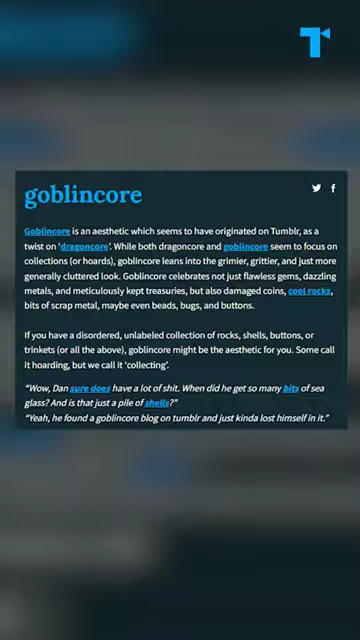 goblincore
Goblincore is an aesthetic which seems to have originated on Tumblr, as a
twist on 'dragoncore'. While both dragoncore and goblincore seem to focus on
collections (or hoards), goblincore leans into the grimier, grittier, and just more
generally cluttered look. Goblincore celebrates not just flawless gems, dazzling
metals, and meticulously kept treasuries, but also damaged coins, cool rocks,
bits of scrap metal, maybe even beads, bugs, and buttons.
If you have a disordered, unlabeled collection of rocks, shells, buttons, or
trinkets (or all the above), goblincore might be the aesthetic for you. Some call
it hoarding, but we call it 'collecting'.
"Wow, Dan sure does have a lot of shit. When did he get so many bits of sea
glass? And is that just a pile of shells?"
"Yeah, he found a goblincore blog on tumblr and just kinda lost himself in it."